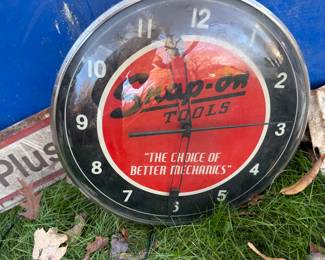 12
11
1
10
2
Snap-on
TOOLS
9
3
"THE CHOICE OF
BETTER MECHANICS"
8
4
7
5
6
Plus